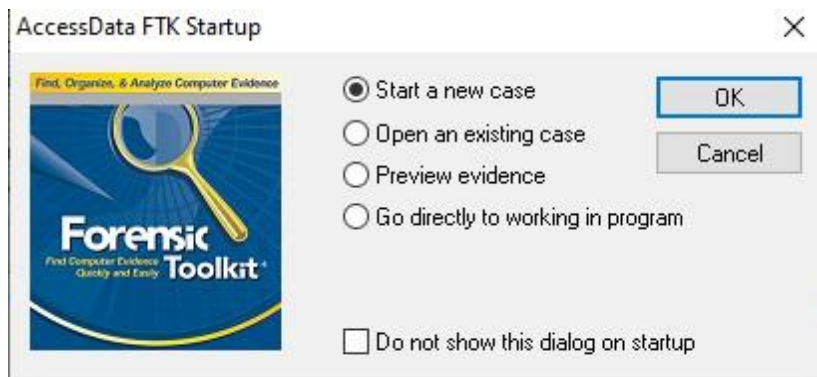 AccessData FTK Startup
Find, Organize, & Analyze Computer Evidence
Forensic
Find Computer Evidence
Quickly and Easily
Toolkit
Start a new case
Open an existing case
Preview evidence
Go directly to working in program
Do not show this dialog on startup
OK
Cancel